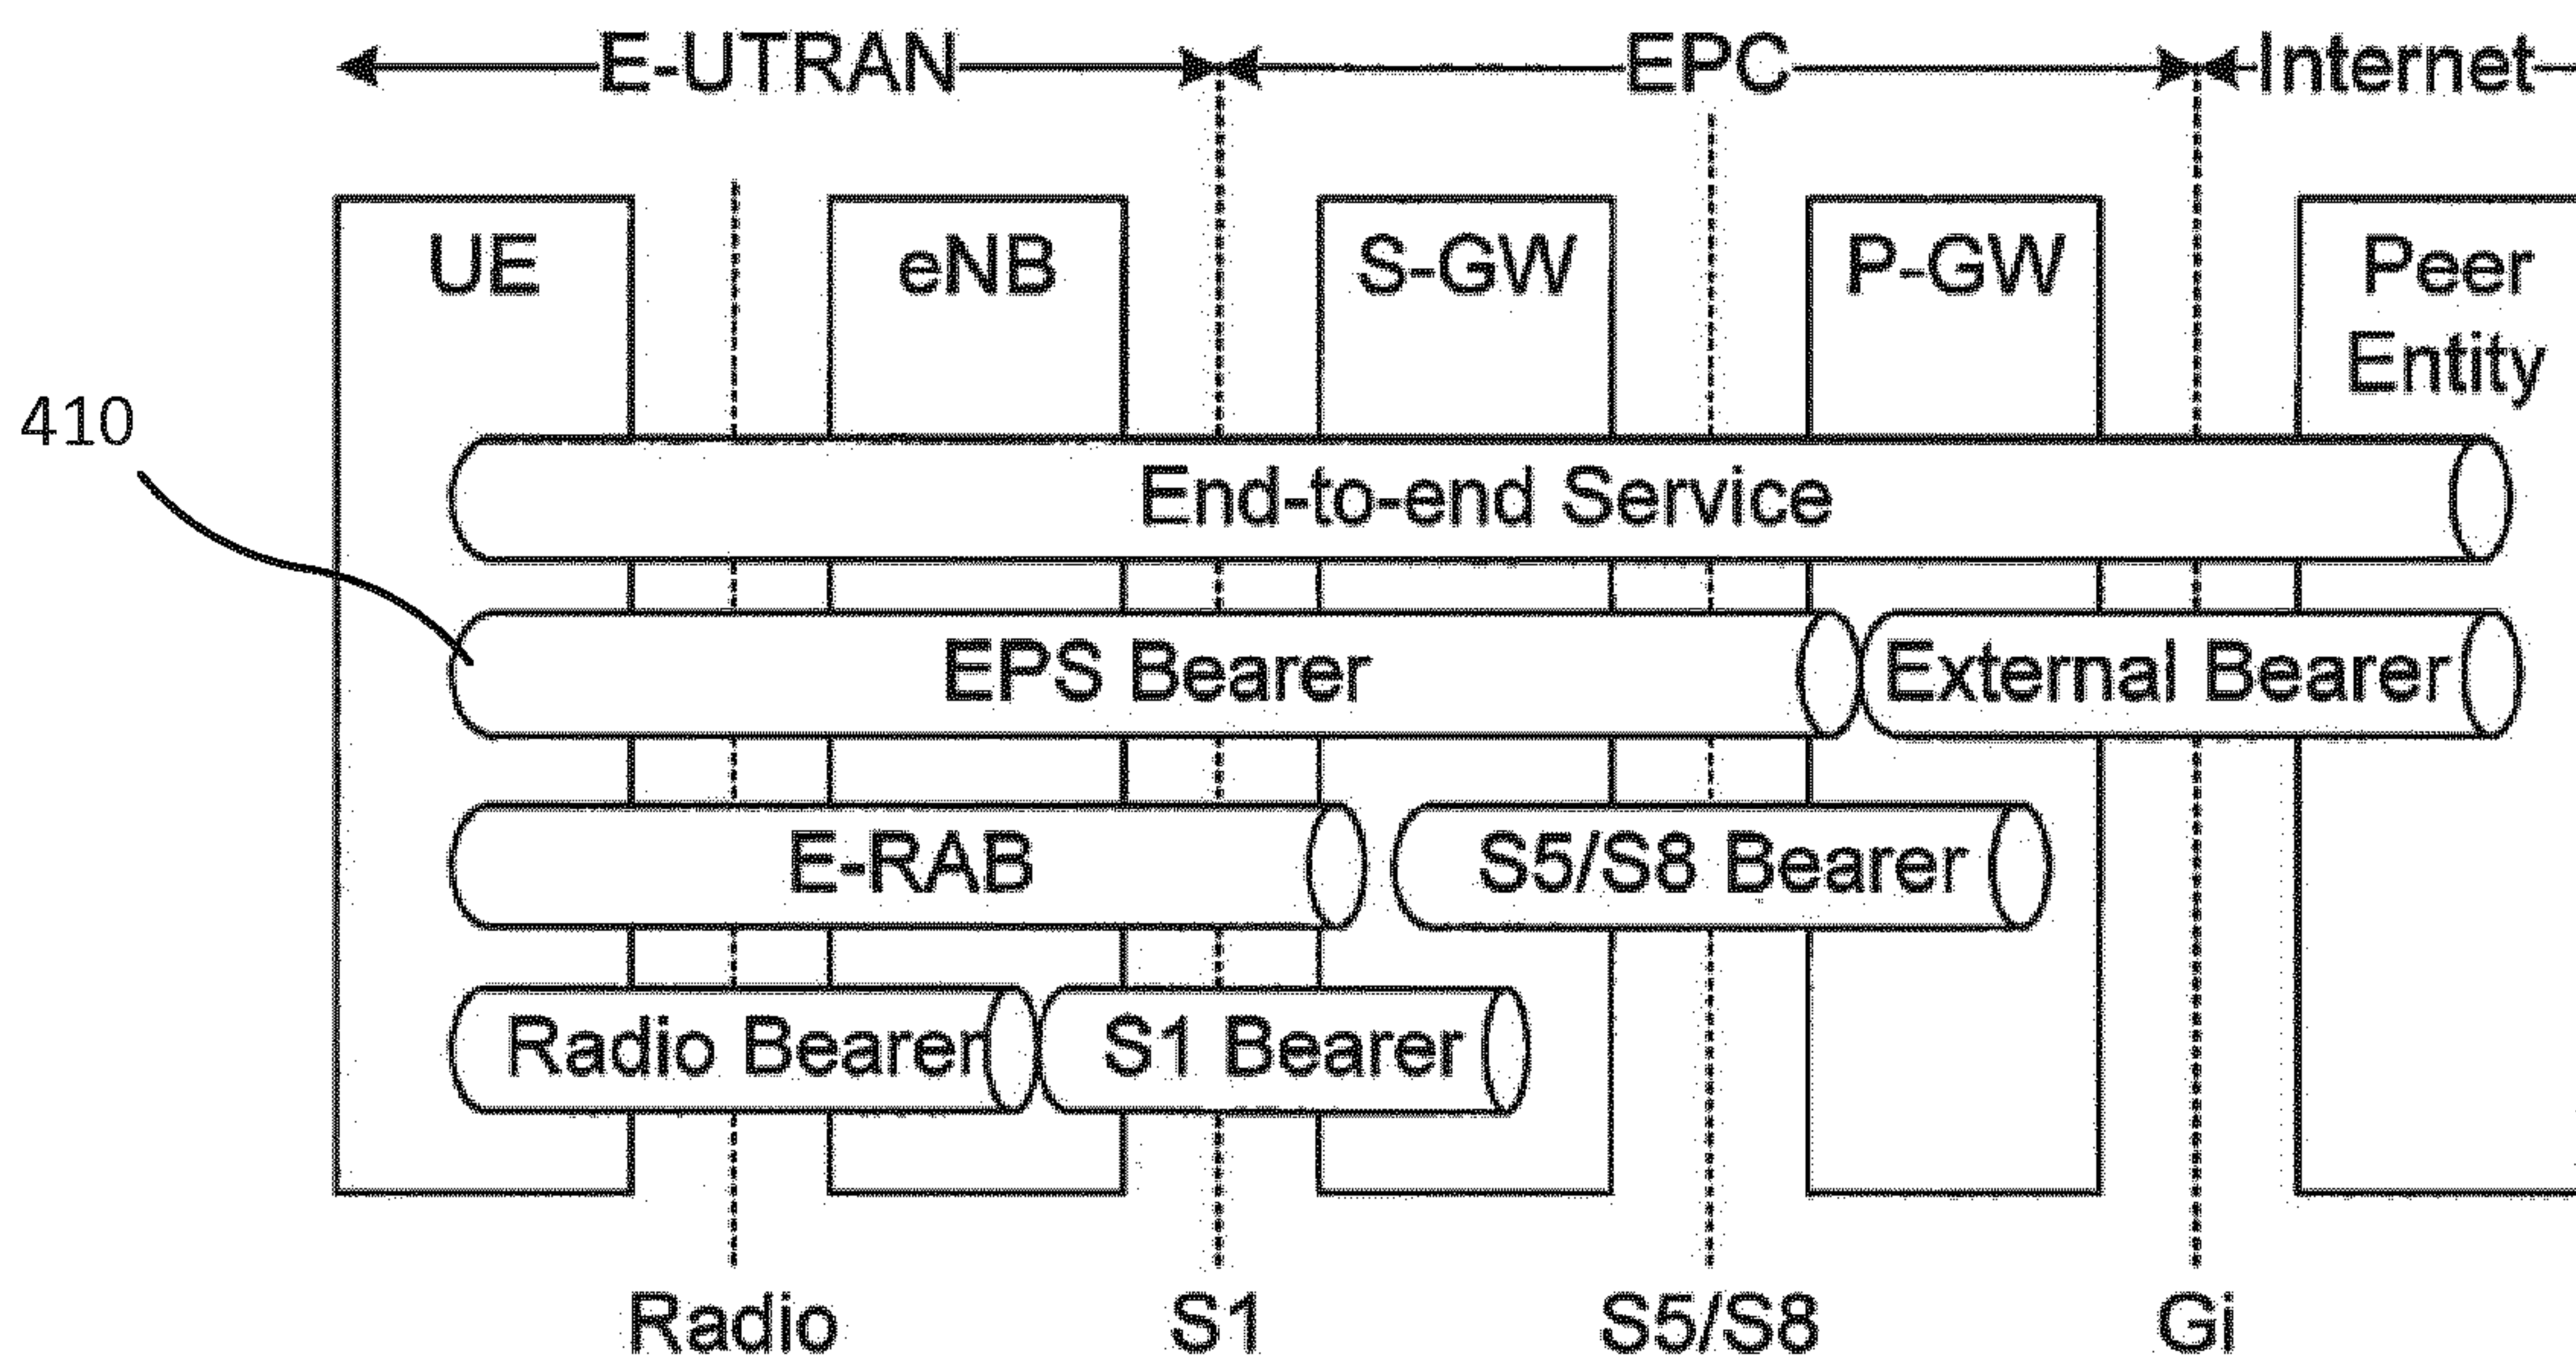 E-UTRAN EPC Internet
UE eNB S-GW P-GW Peer
Entity
410
End-to-end Service
EPS Bearer External Bearer
E-RAB S5/S8 Bearer
Radio Bearer S1 Bearer
Radio S1 S5/S8 Gi